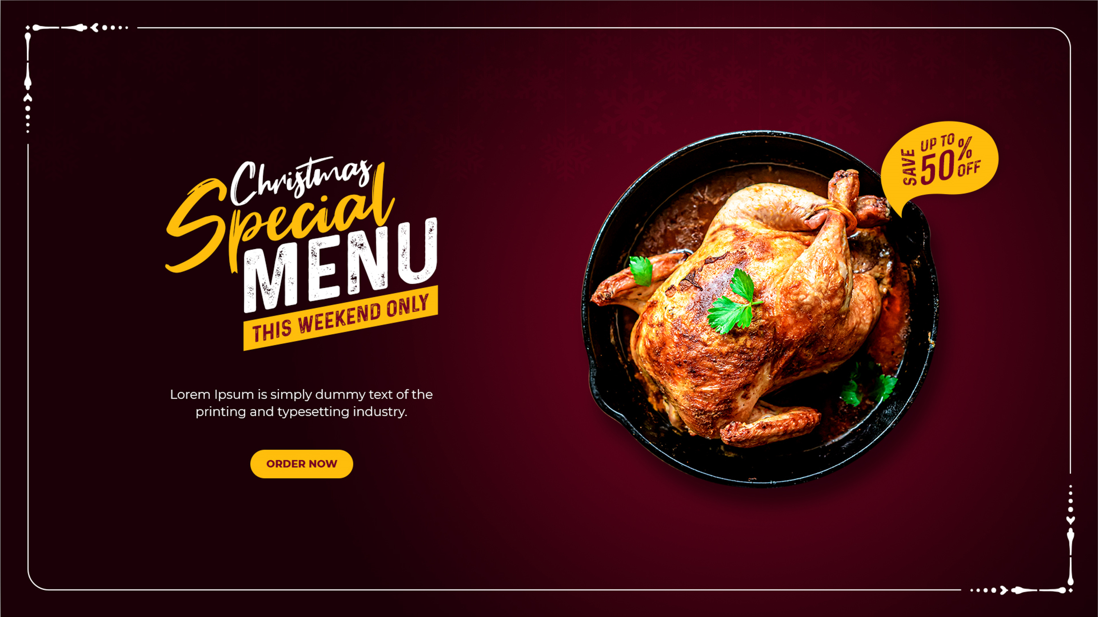 Christmas
Special
MENU
THIS WEEKEND ONLY
Lorem Ipsum is simply dummy text of the
printing and typesetting industry.
ORDER NOW
SAVE
UP TO
50%
OFF